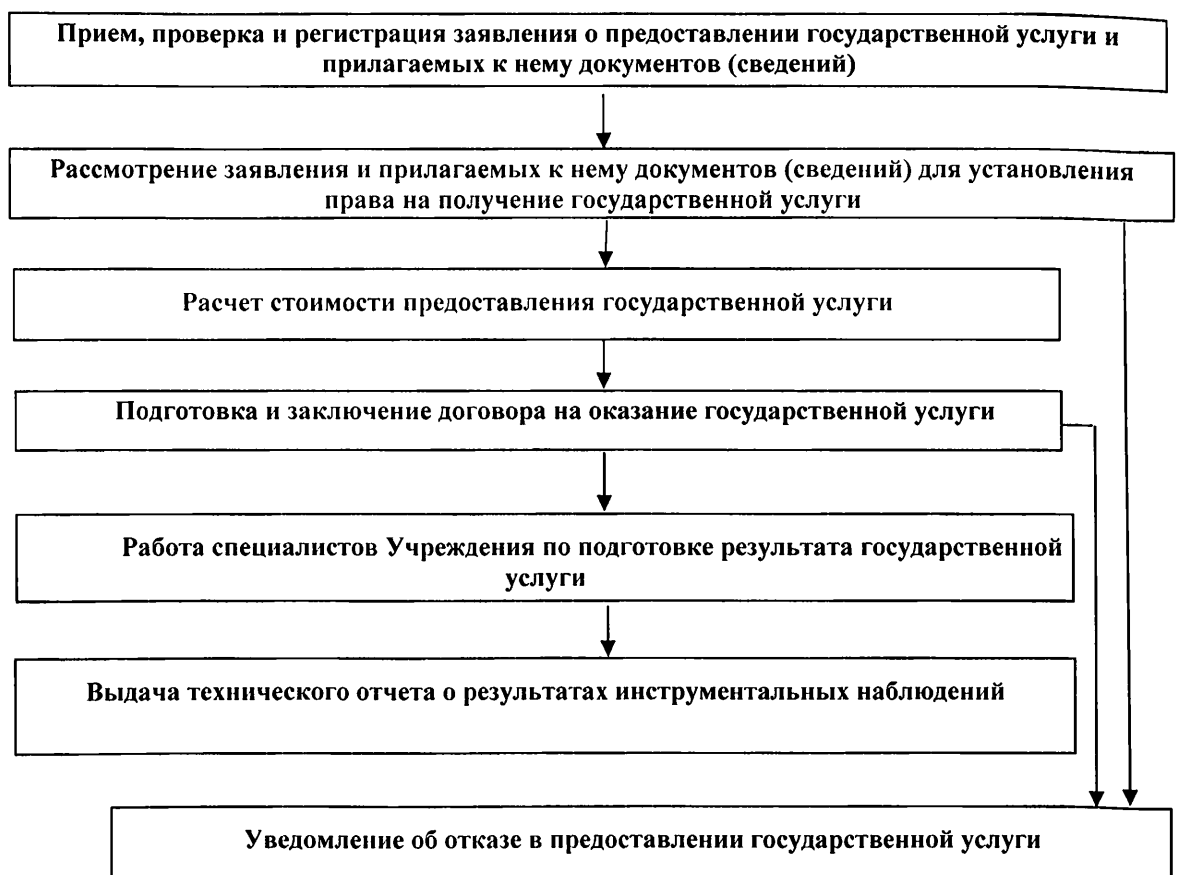 Прием, проверка и регистрация заявления о предоставлении государственной услуги и
прилагаемых к нему документов (сведений)
Рассмотрение заявления и прилагаемых к нему документов (сведений) для установления
права на получение государственной услуги
Расчет стоимости предоставления государственной услуги
Подготовка и заключение договора на оказание государственной услуги
Работа специалистов Учреждения по подготовке результата государственной
услуги
Выдача технического отчета о результатах инструментальных наблюдений
Уведомление об отказе в предоставлении государственной услуги